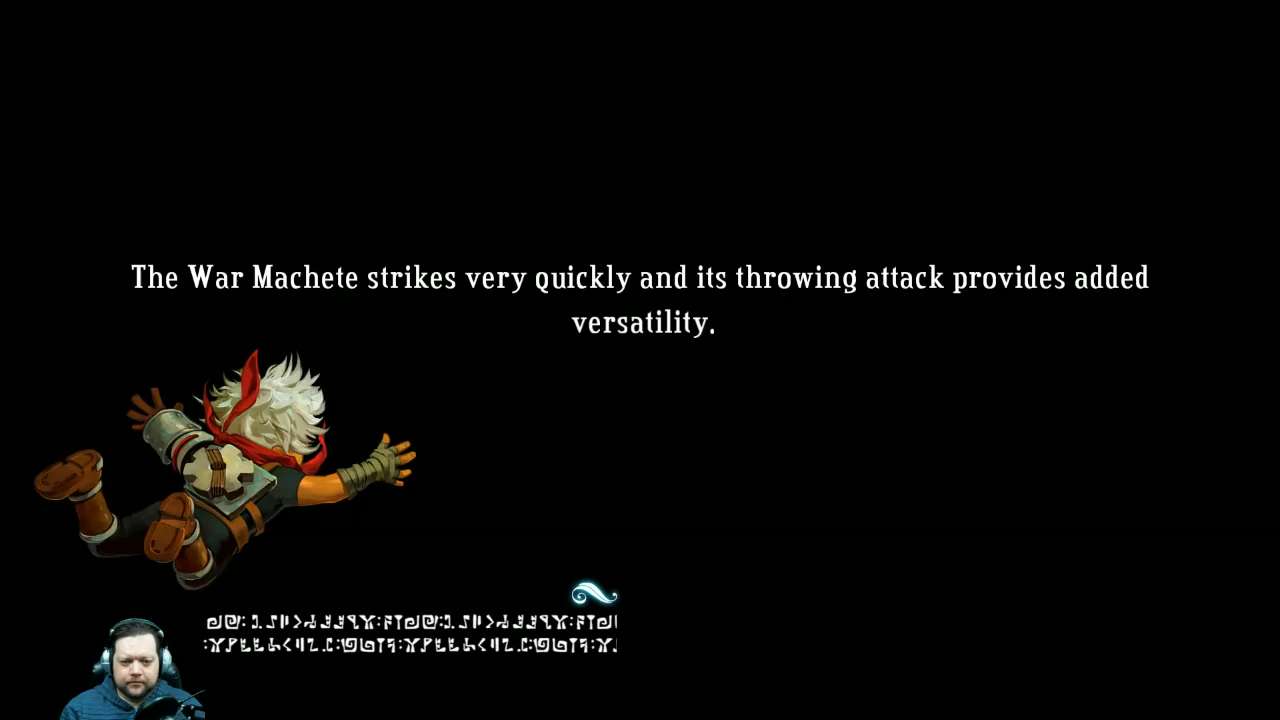 The War Machete strikes very quickly and its throwing attack provides added
versatility.